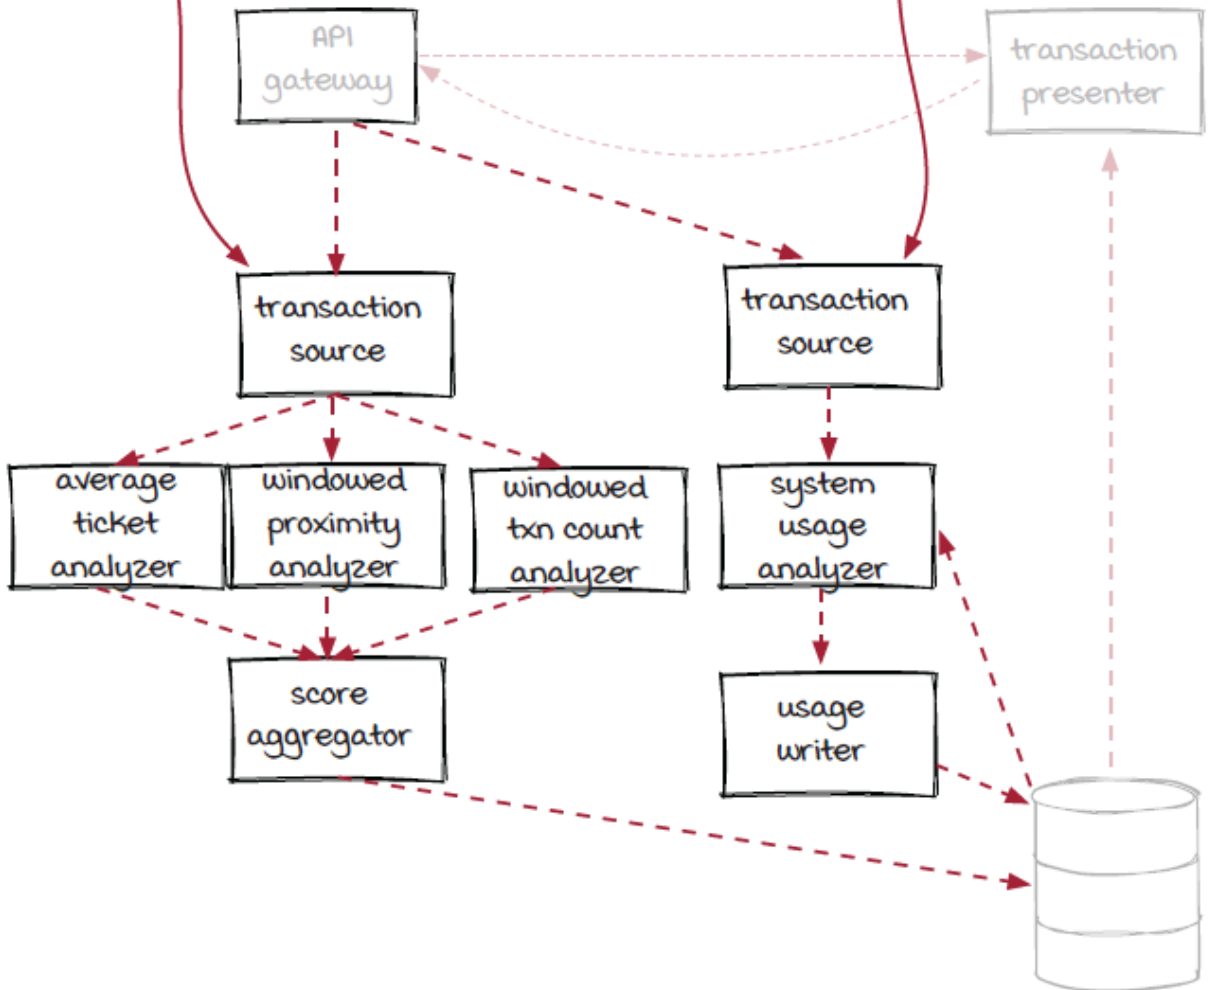 API
gateway
transaction
presenter
transaction
source
transaction
source
average
ticket
analyzer
windowed
proximity
analyzer
windowed
txn count
analyzer
system
usage
analyzer
score
aggregator
usage
writer